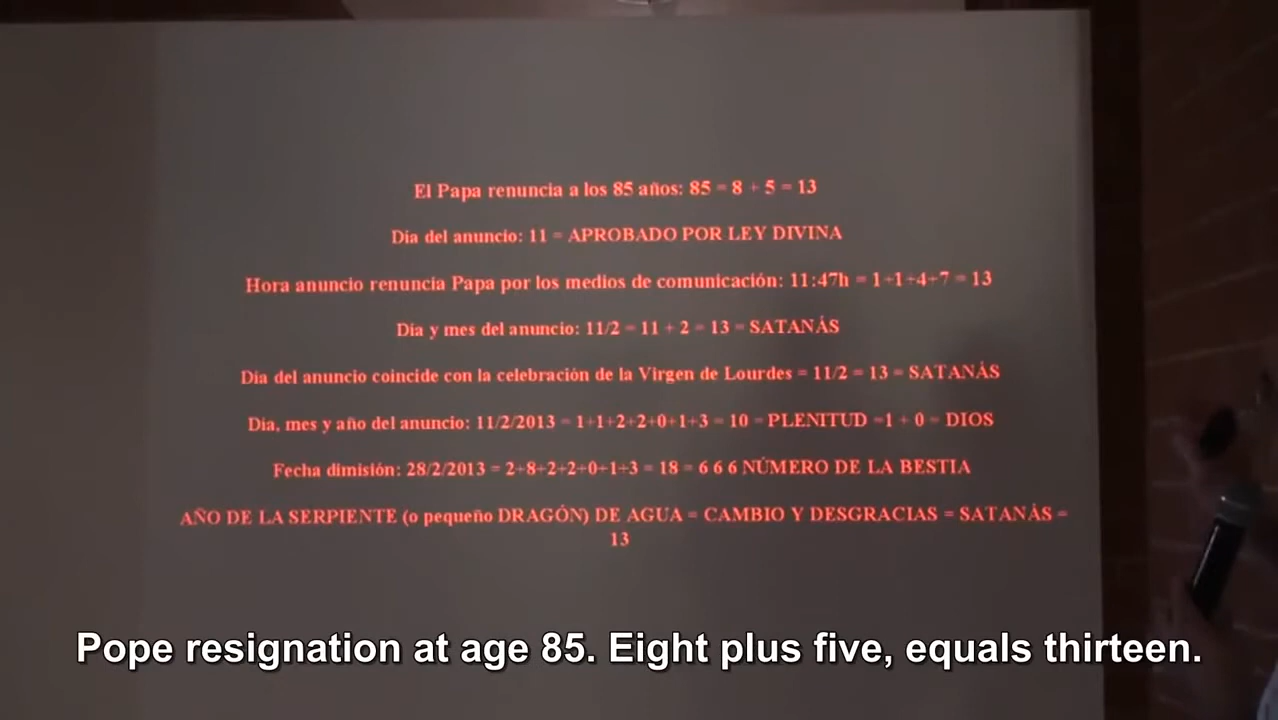 El Papa renuncia a los 85 años: 85 = 8 + 5 = 13
Día del anuncio: 11 = APROBADO POR LEY DIVINA
Hora anuncio renuncia Papa por los medios de comunicación: 11:47h = 1+1+4+7 = 13
Día y mes del anuncio: 11/2 = 11 + 2 = 13 = SATANÁS
Día del anuncio coincide con la celebración de la Virgen de Lourdes = 11/2 = 13 = SATANÁS
Día, mes y año del anuncio: 11/2/2013 = 1+1+2+2+0+1+3 = 10 = PLENITUD =1 + 0 = DIOS
Fecha dimisión: 28/2/2013 = 2+8+2+2+0+1+3 = 18 = 6 6 6 NÚMERO DE LA BESTIA
AÑO DE LA SERPIENTE (o pequeño DRAGÓN) DE AGUA = CAMBIO Y DESGRACIAS = SATANÁS =
13
Pope resignation at age 85. Eight plus five, equals thirteen.